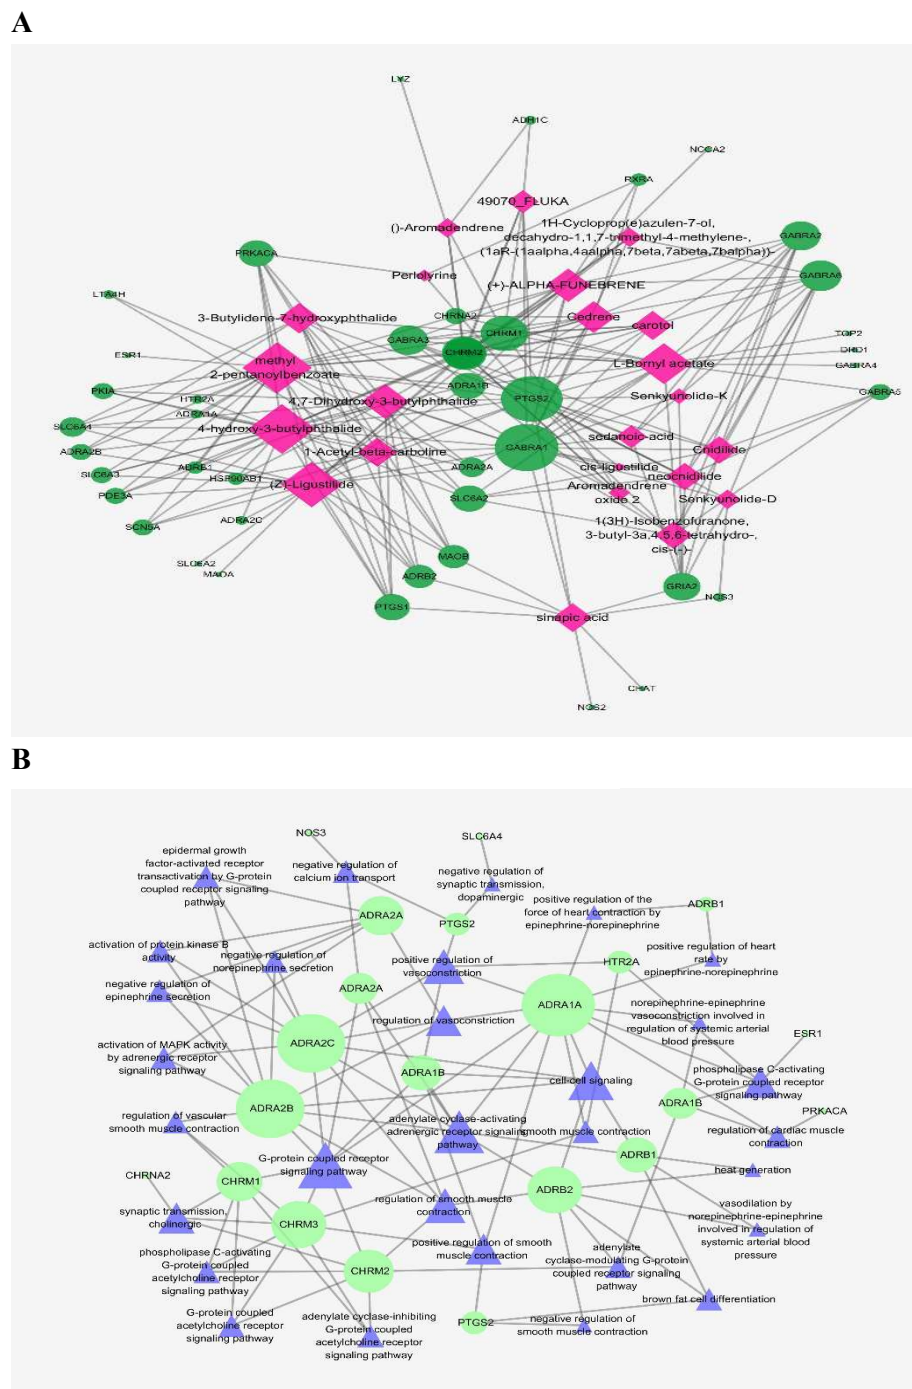 A
LYZ
ADH1C
NCOA2
RXRA
49070_FLUKA
()-Aromadendrene
1H-Cycloprop(e)azulen-7-ol,
decahydro-1,1,7-trimethyl-4-methylene-,
(1aR-(1aalpha,4aalpha,7beta,7abeta,7balpha))-
GABRA2
PRKACA
Perlolyrine
(+)-ALPHA-FUNEBRENE
GABRA6
LTA4H
3-Butylidene-7-hydroxyphthalide
CHRNA2
Cedrene
carotol
GABRA3
CHRM1
TOP2
ESR1
methyl
2-pentanoylbenzoate
CHRM2
DRD1
L-Bornyl acetate
GABRA4
PKIA
HTR2A
ADRA1B
4,7-Dihydroxy-3-butylphthalide
PTGS2
Senkyunolide-K
GABRA5
ADRA1A
SLC6A1
4-hydroxy-3-butylphthalide
sedanoic-acid
ADRA2B
1-Acetyl-beta-carboline
GABRA1
Cnidilide
ADRB1
ADRA2A
cis-ligustilide
SLC6A3
HSP90AB1
(Z)-Ligustilide
neocnidilide
PDE3A
SLC6A2
Aromadendrene
oxide 2
Senkyunolide-D
SCN5A
ADRA2C
1(3H)-Isobenzofuranone,
3-butyl-3a,4,5,6-tetrahydro-,
cis-(-)-
MAOB
MAOA
ADRB2
GRIA2
NOS3
PTGS1
sinapic acid
CHAT
NOS2
B
NOS3
SLC6A4
epidermal growth
factor-activated receptor
transactivation by G-protein
coupled receptor signaling
pathway
negative regulation of
calcium ion transport
negative regulation of
synaptic transmission,
dopaminergic
positive regulation of the
force of heart contraction by
epinephrine-norepinephrine
ADRB1
ADRA2A
PTGS2
activation of protein kinase B
activity
negative regulation of
norepinephrine secretion
positive regulation of
vasoconstriction
HTR2A
positive regulation of heart
rate by
epinephrine-norepinephrine
negative regulation of
epinephrine secretion
ADRA2A
ADRA1A
norepinephrine-epinephrine
vasoconstriction involved in
regulation of systemic arterial
blood pressure
regulation of vasoconstriction
ESR1
activation of MAPK activity
by adrenergic receptor
signaling pathway
ADRA2C
ADRA1B
cell-cell signaling
phospholipase C-activating
G-protein coupled receptor
signaling pathway
ADRA2B
ADRA1B
PRKACA
regulation of vascular
smooth muscle contraction
adenylate cyclase-activating
adrenergic receptor signaling
pathway
smooth muscle contraction
regulation of cardiac muscle
contraction
CHRNA2
G-protein coupled receptor
signaling pathway
ADRB1
heat generation
CHRM1
ADRB2
synaptic transmission,
cholinergic
CHRM3
regulation of smooth muscle
contraction
vasodilation by
norepinephrine-epinephrine
involved in regulation of
systemic arterial blood
pressure
phospholipase C-activating
G-protein coupled
acetylcholine receptor
signaling pathway
CHRM2
positive regulation of smooth
muscle contraction
adenylate
cyclase-modulating G-protein
coupled receptor signaling
pathway
brown fat cell differentiation
G-protein coupled
acetylcholine receptor
signaling pathway
adenylate cyclase-inhibiting
G-protein coupled
acetylcholine receptor
signaling pathway
PTGS2
negative regulation of
smooth muscle contraction